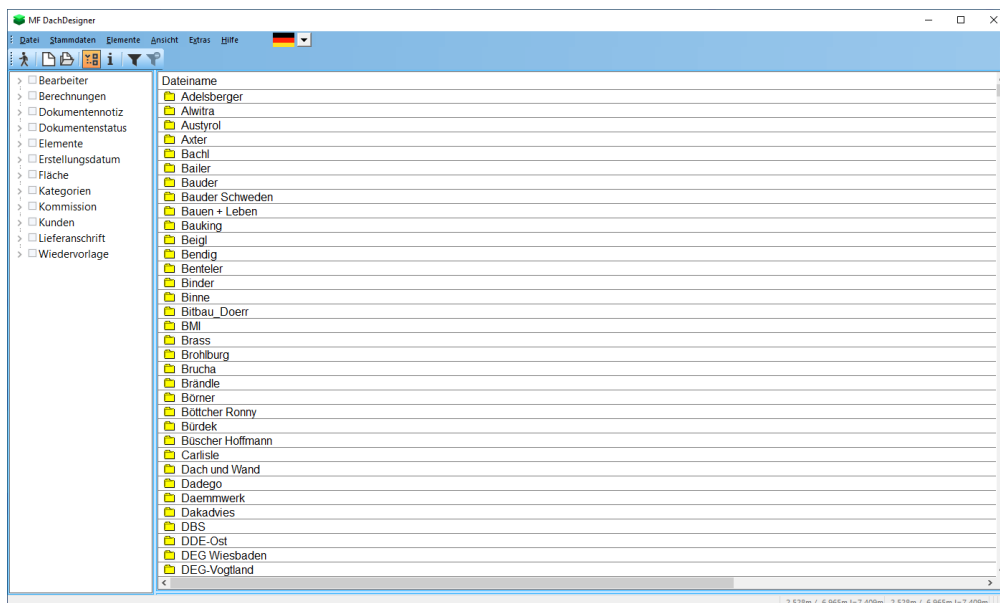 MF DachDesigner
Datei Stammdaten Elemente Ansicht Extras Hilfe
Bearbeiter
Berechnungen
Dokumentennotiz
Dokumentenstatus
Elemente
Erstellungsdatum
Fläche
Kategorien
Kommission
Kunden
Lieferanschrift
Wiedervorlage
Dateiname
Adelsberger
Alwitra
Austyrol
Axter
Bachl
Bailer
Bauder
Bauder Schweden
Bauen + Leben
Bauking
Beigl
Bendig
Benteler
Binder
Binne
Bitbau_Doerr
BMI
Brass
Brohlburg
Brucha
Brändle
Börner
Böttcher Ronny
Bürdek
Büscher Hoffmann
Carlisle
Dach und Wand
Dadego
Daemmwerk
Dakadvies
DBS
DDE-Ost
DEG Wiesbaden
DEG-Vogtland